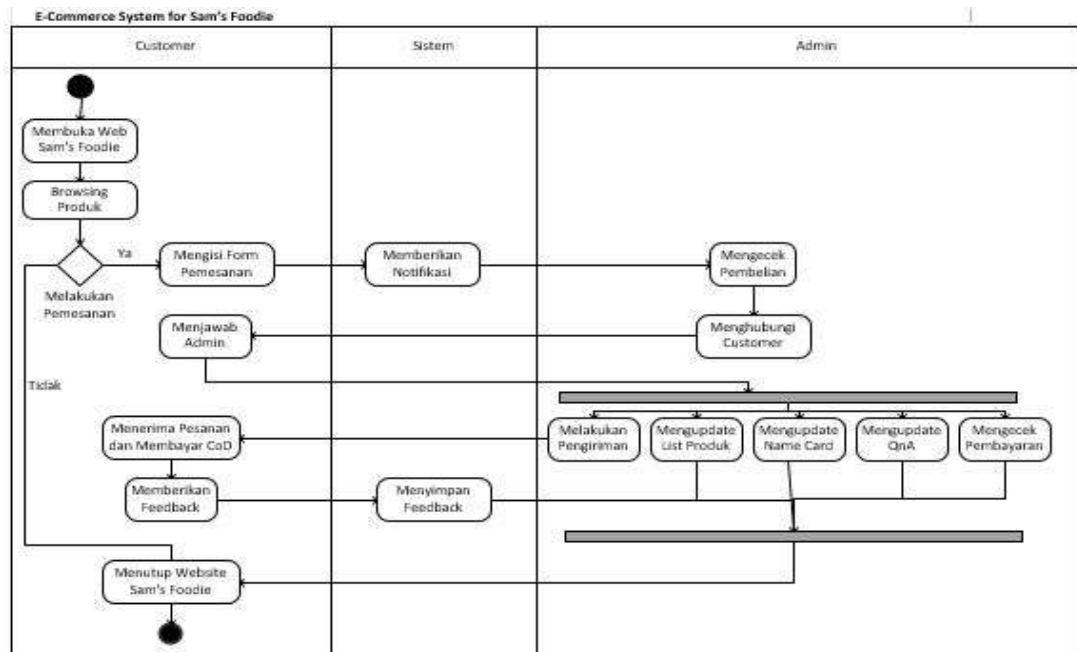 E-Commerce System for Sam's Foodie
Customer
Sistem
Admin
Membuka Web
Sam's Foodie
Browsing
Produk
Ya
Melakukan
Pemesanan
Mengisi Form
Pemesanan
Memberikan
Notifikasi
Mengecek
Pembelian
Menjawab
Admin
Menghubungi
Customer
Tidak
Menerima Pesanan
dan Membayar CoD
Melakukan
Pengiriman
Mengupdate
List Produk
Mengupdate
Name Card
Mengupdate
QnA
Mengecek
Pembayaran
Memberikan
Feedback
Menyimpan
Feedback
Menutup Website
Sam's Foodie